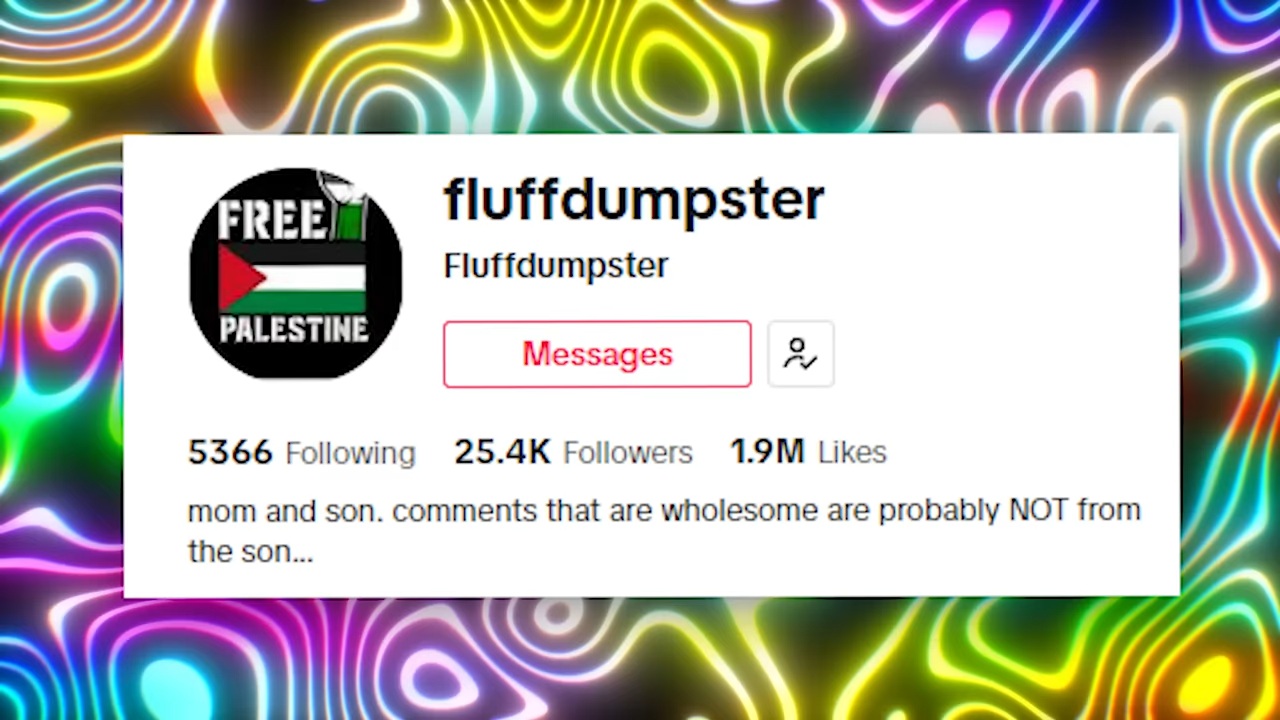 FREE
PALESTINE
fluffdumpster
Fluffdumpster
Messages
5366 Following 25.4K Followers 1.9M Likes
mom and son. comments that are wholesome are probably NOT from
the son...